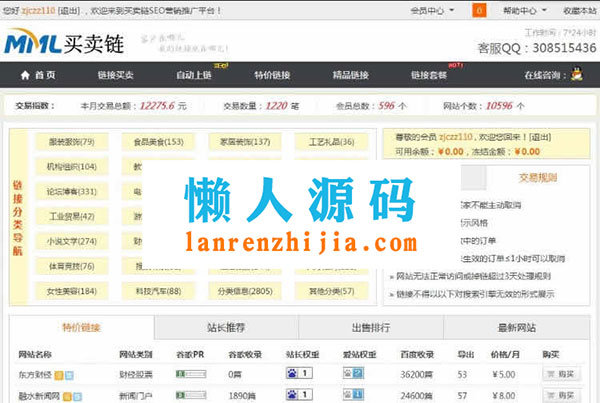 您好 zjczz110 [退出]，欢迎来到买卖链SEO营销推广平台！ 会员中心 0 帮助中心 收藏本站
MML 买卖链
工作时间：7*24小时
客服QQ：308515436
首 页 链接买卖 自动上链 特价链接 精品链接 链接套餐 HOT! 在线咨询：
交易指数： 本月交易总额：12275.6 元 交易数量：1220 笔 会员总数：596 个 网站个数：10596 个
链接分类导航
服装服饰(79) 食品美食(153) 家居装饰(137) 工艺礼品(36)
机构组织(104)
论坛博客(331)
工业贸易(42)
小说文学(274)
体育竞技(76)
女性美容(184) 科技汽车(88) 分类信息(2805) 其他分类(57)
尊敬的会员 zjczz110,欢迎您回来! [退出]
可用余额：￥0.00，冻结金额：￥0.00
交易规则
家不能主动取消
示风格
中的订单
生效的订单≤1小时可以取消
» 网站无法正常访问或掉链超过3天处理规则
» 链接不得以以对搜索引擎无效的形式展示
懒人源码
lanrenzhijia.com
特价链接 站长推荐 出售排行 最新网站
网站名称 网站类别 谷歌PR 谷歌收录 站长权重 爱站权重 百度收录 导出 价格/月 购买
东方财经 财经股票 0篇 1 36200篇 53 ￥5.00 购买
融水新闻网 新闻门户 1890篇 1 24600篇 57 ￥8.00 购买